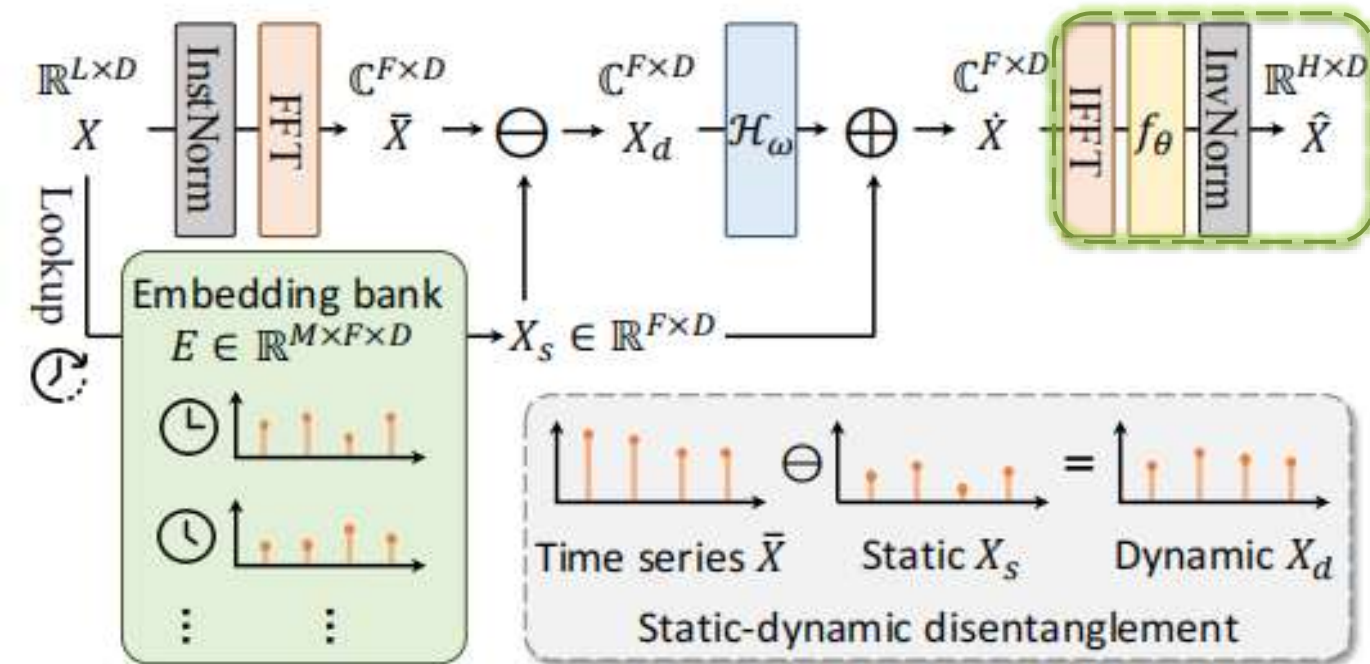 ℝ^{L×D}
X
InstNorm
FFT
ℂ^{F×D}
X̄
⊖
ℂ^{F×D}
X_d
ℋ_ω
⊕
ℂ^{F×D}
Ẋ
IFFT
f_θ
InvNorm
ℝ^{H×D}
X̂
Lookup
Embedding bank
E ∈ ℝ^{M×F×D}
X_s ∈ ℝ^{F×D}
⋮ ⋮
⊖ =
Time series X̄
Static X_s
Dynamic X_d
Static-dynamic disentanglement